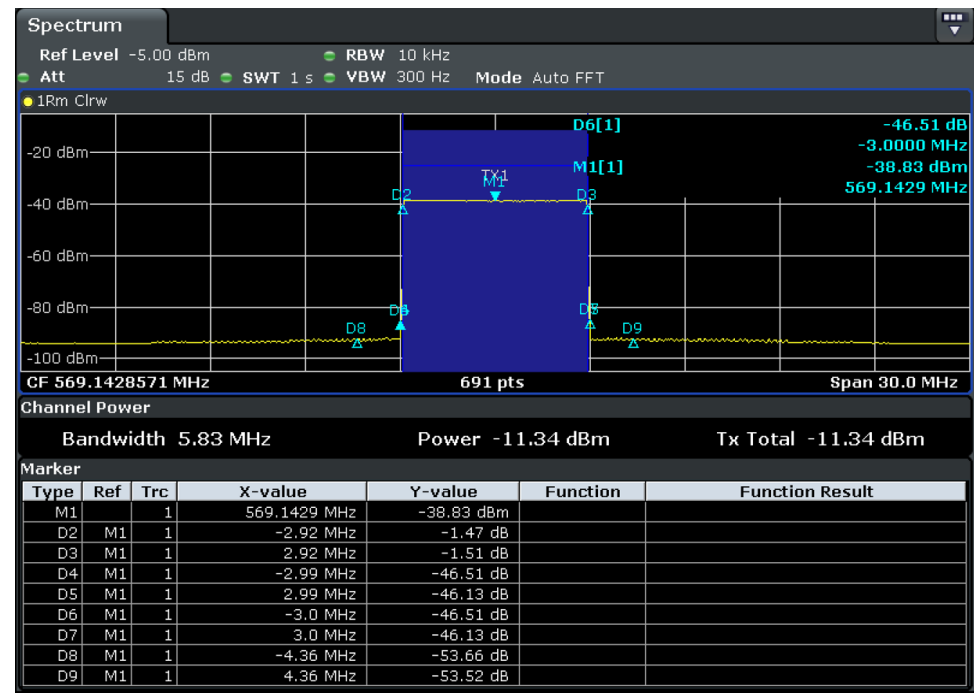 Spectrum
Ref Level -5.00 dBm RBW 10 kHz
Att 15 dB SWT 1 s VBW 300 Hz Mode Auto FFT
1Rm Clrw
D6[1] -46.51 dB
-3.0000 MHz
M1[1] -38.83 dBm
569.1429 MHz
-20 dBm
TX1
M1
D2 D3
-40 dBm
-60 dBm
-80 dBm
D8 D9
-100 dBm
CF 569.1428571 MHz 691 pts Span 30.0 MHz
Channel Power
Bandwidth 5.83 MHz Power -11.34 dBm Tx Total -11.34 dBm
Marker
Type Ref Trc X-value Y-value Function Function Result
M1 1 569.1429 MHz -38.83 dBm
D2 M1 1 -2.92 MHz -1.47 dB
D3 M1 1 2.92 MHz -1.51 dB
D4 M1 1 -2.99 MHz -46.51 dB
D5 M1 1 2.99 MHz -46.13 dB
D6 M1 1 -3.0 MHz -46.51 dB
D7 M1 1 3.0 MHz -46.13 dB
D8 M1 1 -4.36 MHz -53.66 dB
D9 M1 1 4.36 MHz -53.52 dB